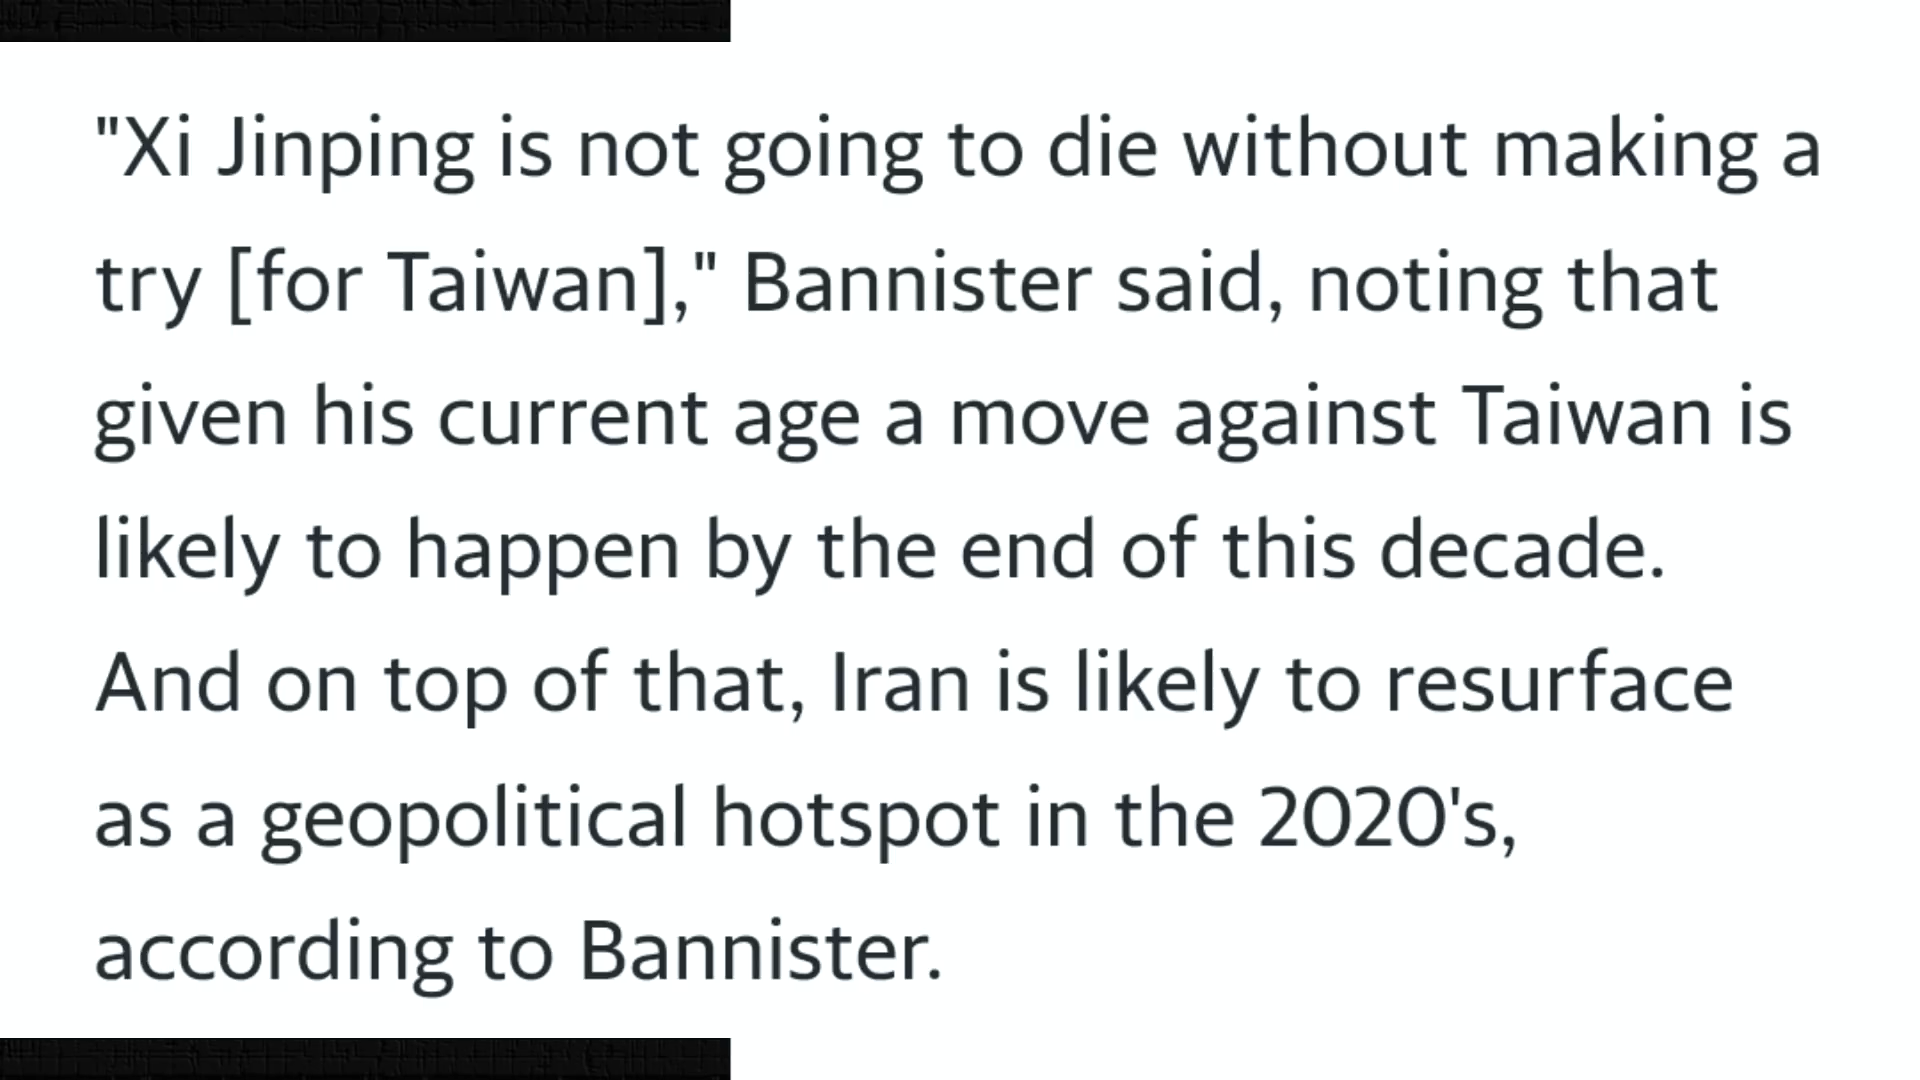 "Xi Jinping is not going to die without making a
try [for Taiwan]," Bannister said, noting that
given his current age a move against Taiwan is
likely to happen by the end of this decade.
And on top of that, Iran is likely to resurface
as a geopolitical hotspot in the 2020's,
according to Bannister.